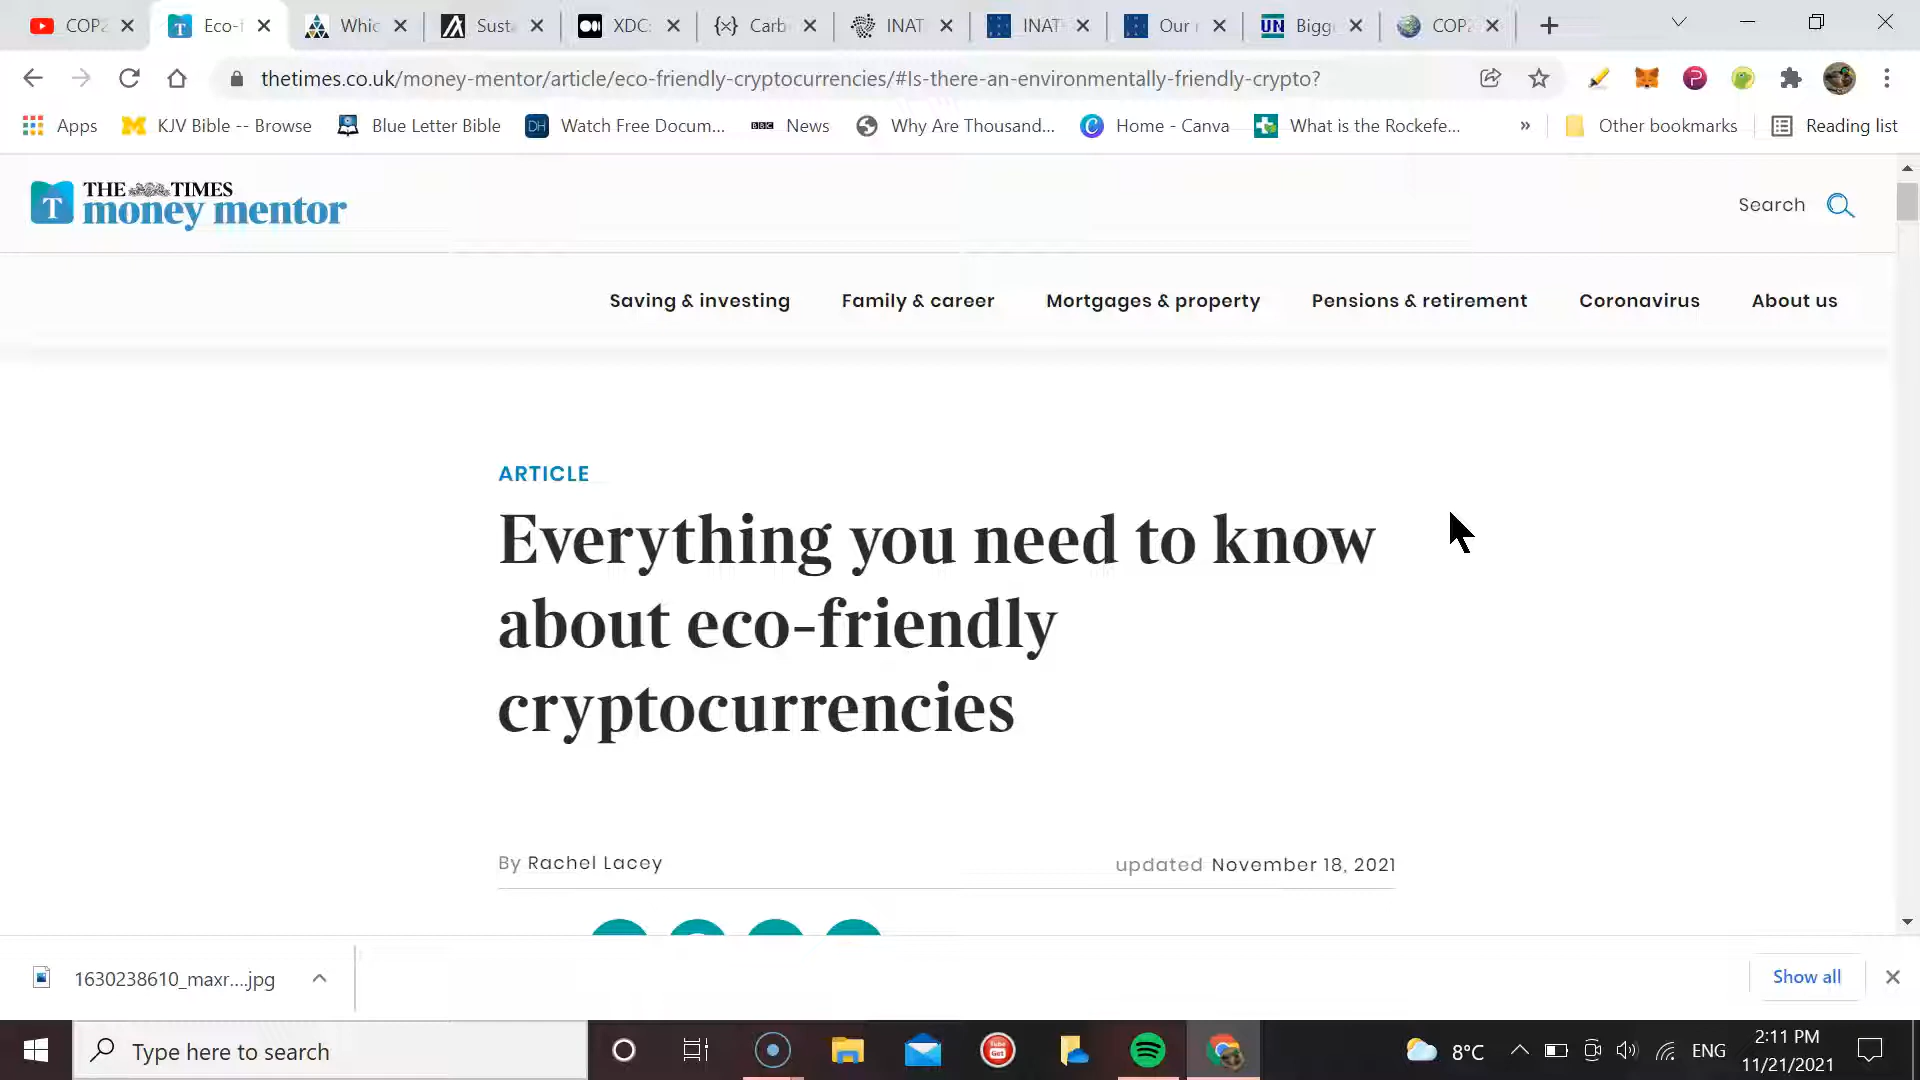 COP2
Eco-f
Whic
Sust
XDC:
Carb
INAT
INAT
Our r
UN
Bigg
COP2
thetimes.co.uk/money-mentor/article/eco-friendly-cryptocurrencies/#Is-there-an-environmentally-friendly-crypto?
Apps
KJV Bible -- Browse
Blue Letter Bible
DH
Watch Free Docum...
BBC
News
Why Are Thousand...
Home - Canva
What is the Rockefe...
»
Other bookmarks
Reading list
T
THE TIMES
money mentor
Search
Saving & investing
Family & career
Mortgages & property
Pensions & retirement
Coronavirus
About us
ARTICLE
Everything you need to know
about eco-friendly
cryptocurrencies
By Rachel Lacey
updated November 18, 2021
1630238610_maxr....jpg
Show all
Type here to search
8°C
ENG
2:11 PM
11/21/2021